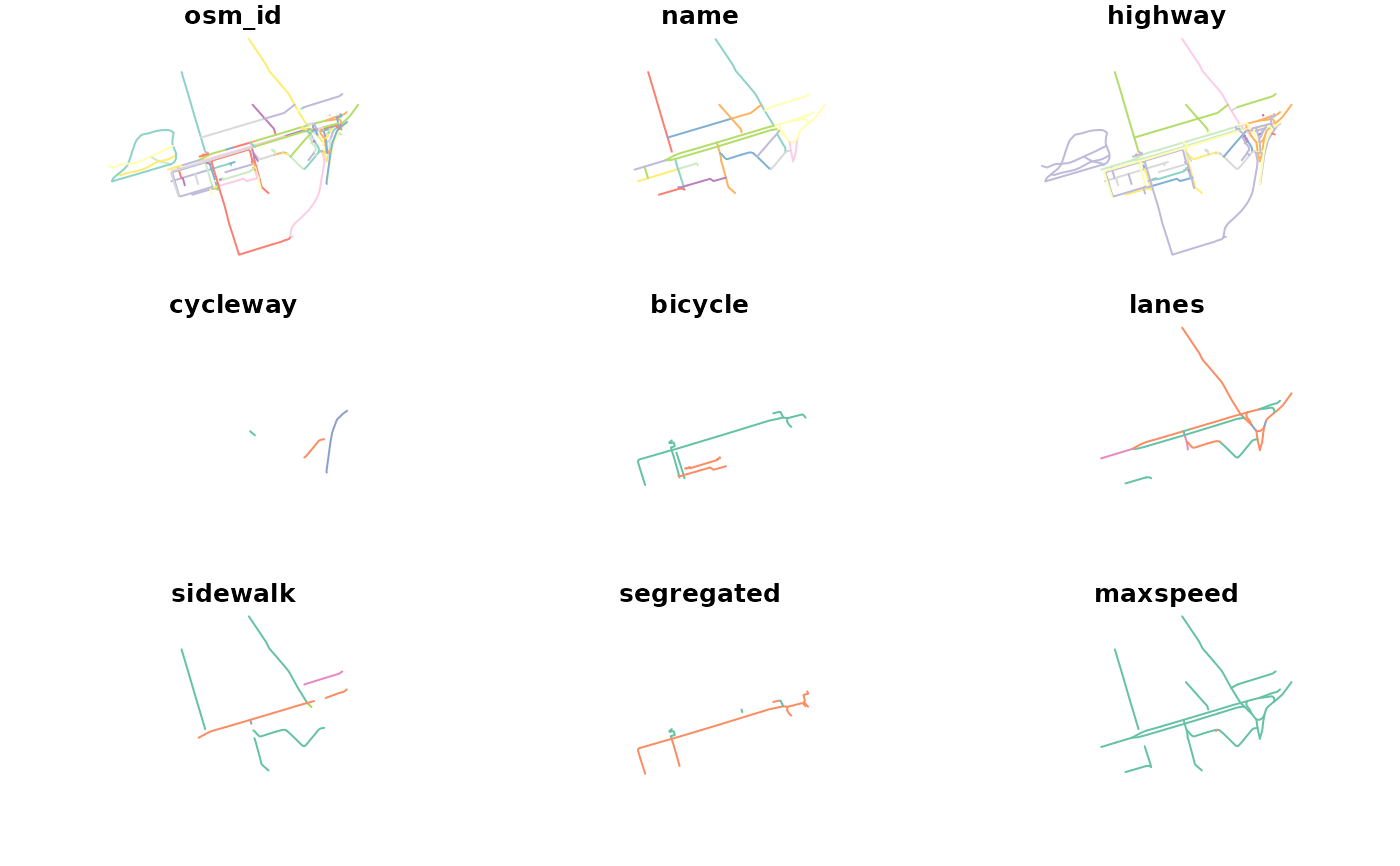 osm_id
name
highway
cycleway
bicycle
lanes
sidewalk
segregated
maxspeed